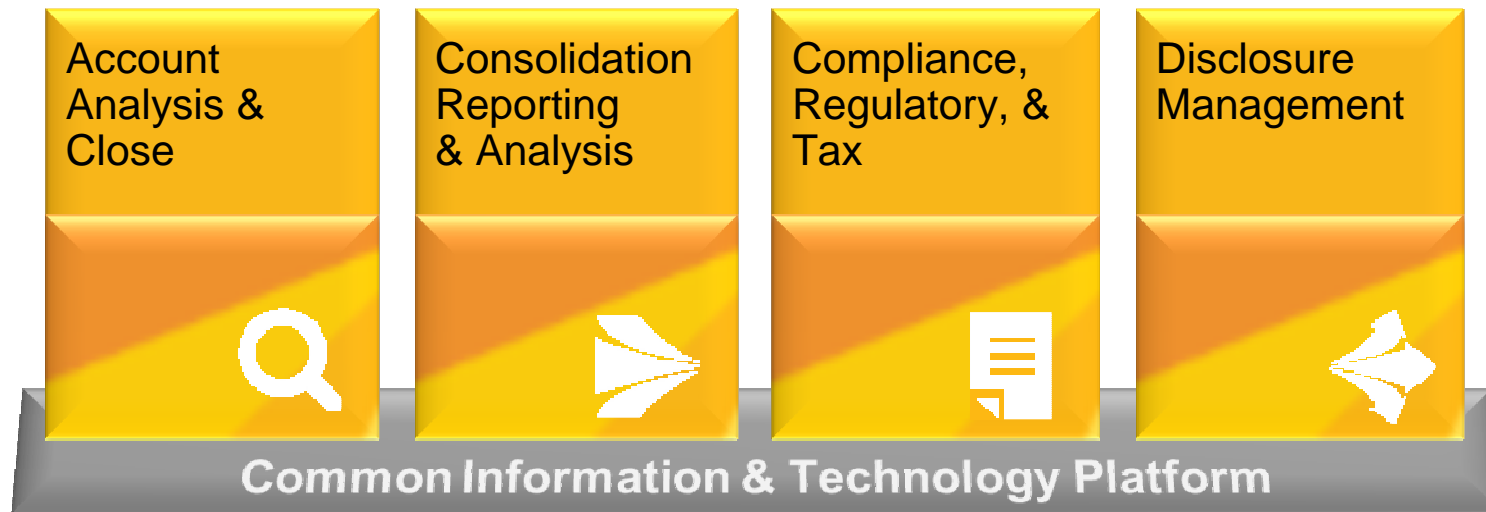 Account
Analysis &
Close
Consolidation
Reporting
& Analysis
Compliance,
Regulatory, &
Tax
Disclosure
Management
Common Information & Technology Platform